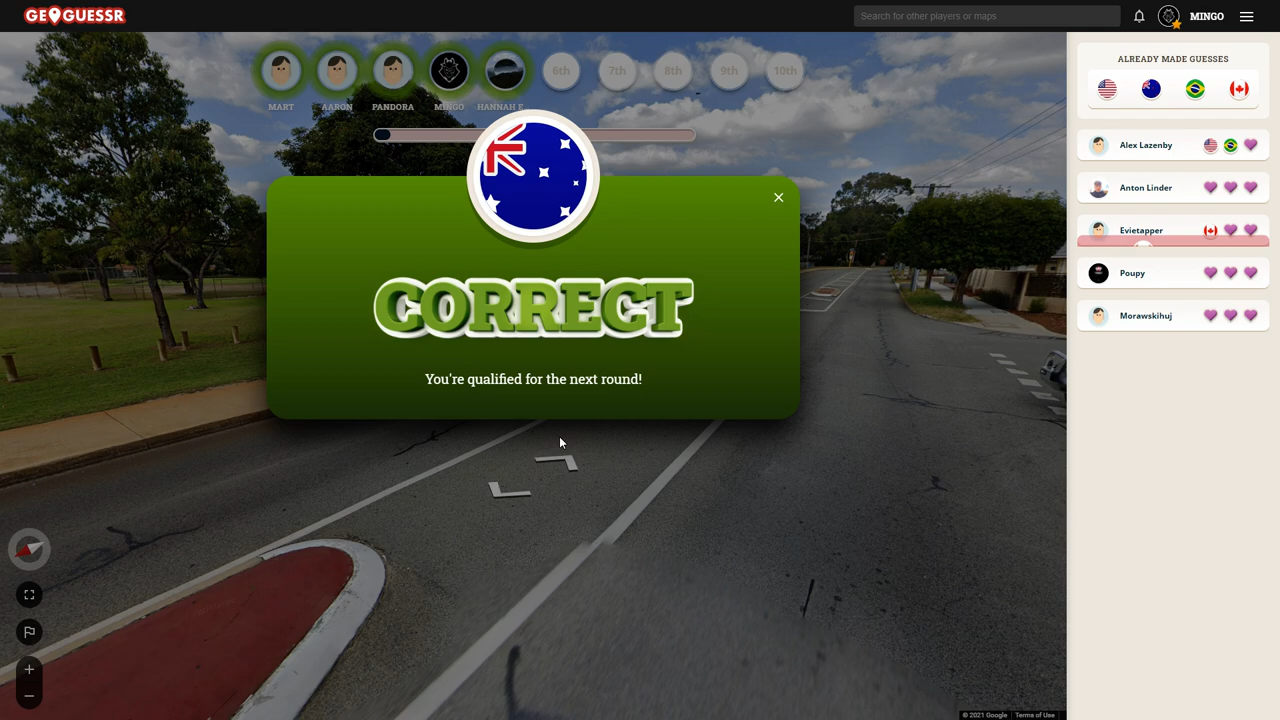 GEOGUESSR
Search for other players or maps
MINGO
6th
7th
8th
9th
10th
MART
AARON
PANDORA
MINGO
HANNAH E
CORRECT
You're qualified for the next round!
ALREADY MADE GUESSES
Alex Lazenby
Anton Linder
Evietapper
Poupy
Morawskihuj
© 2021 Google
Terms of Use